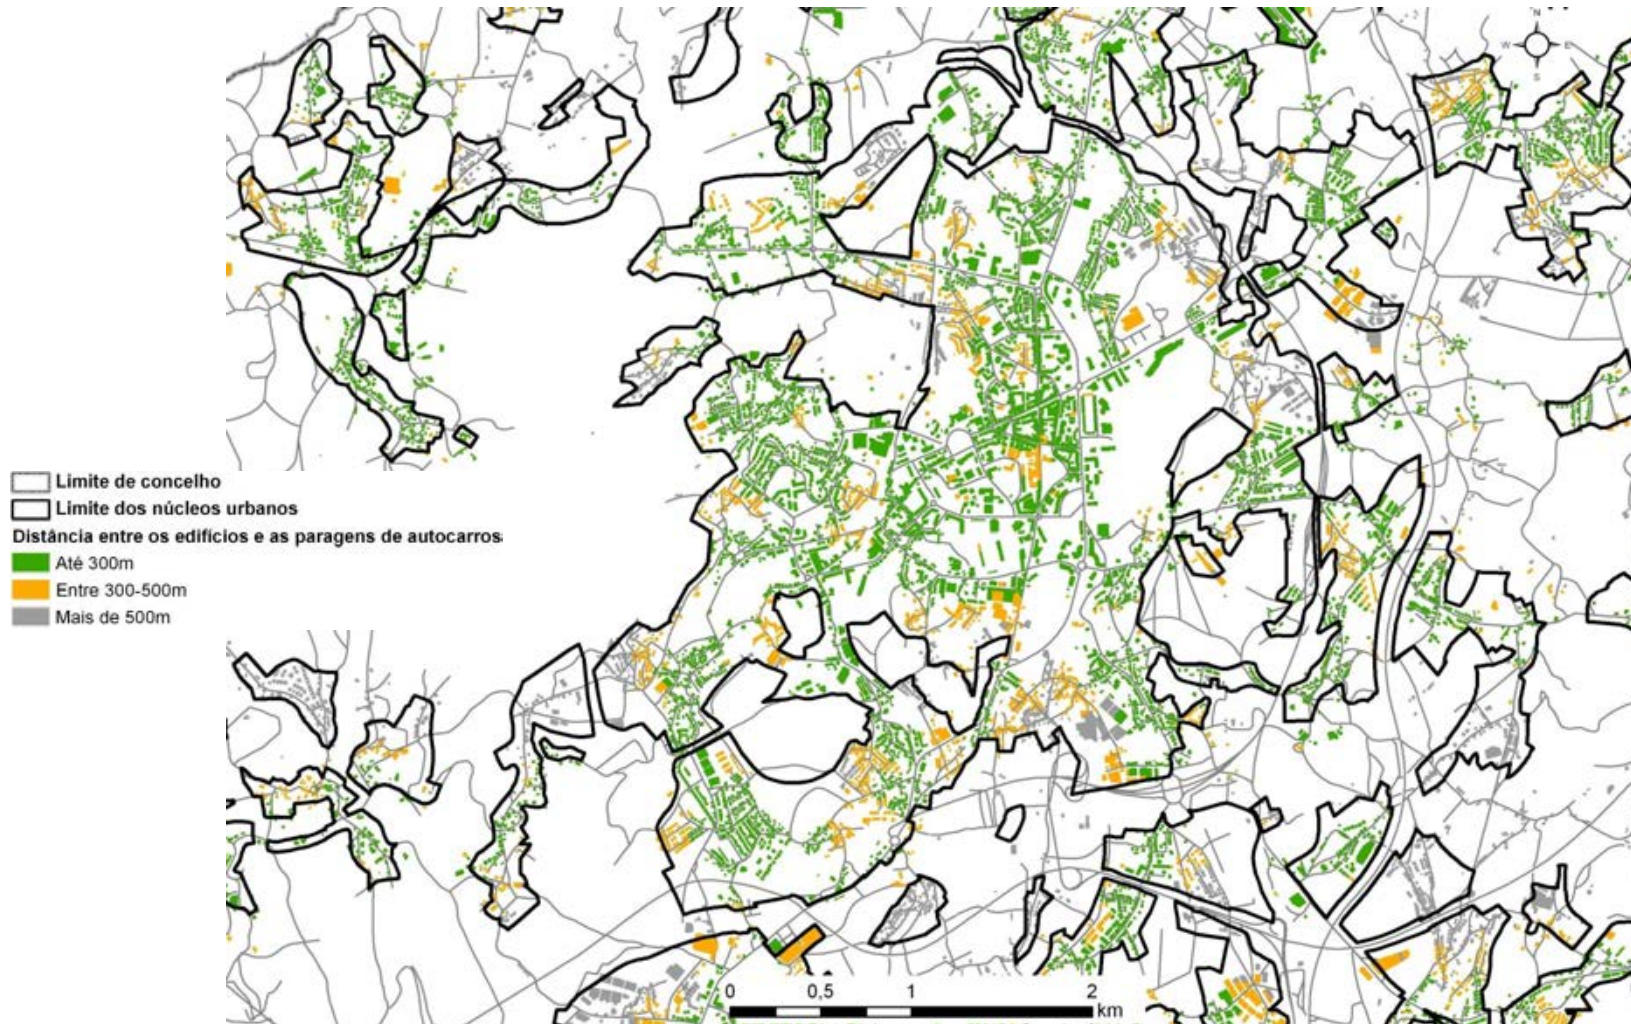 N
W E
S
Limite de concelho
Limite dos núcleos urbanos
Distância entre os edifícios e as paragens de autocarros
Até 300m
Entre 300-500m
Mais de 500m
0 0,5 1 2
km